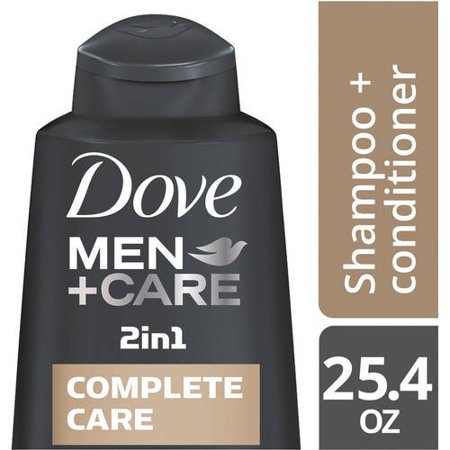 Dove
MEN
+CARE
2in1
COMPLETE
CARE
Shampoo +
conditioner
25.4
OZ